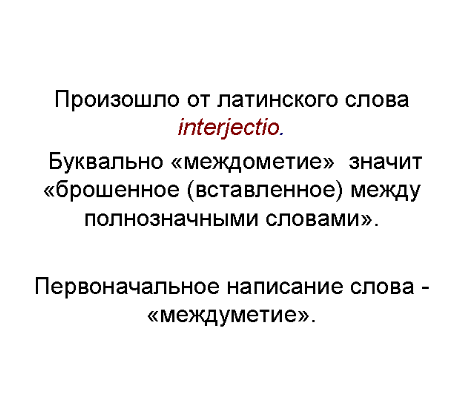 Произошло от латинского слова
interjectio.
Буквально «междометие» значит
«брошенное (вставленное) между
полнозначными словами».
Первоначальное написание слова -
«междуметие».